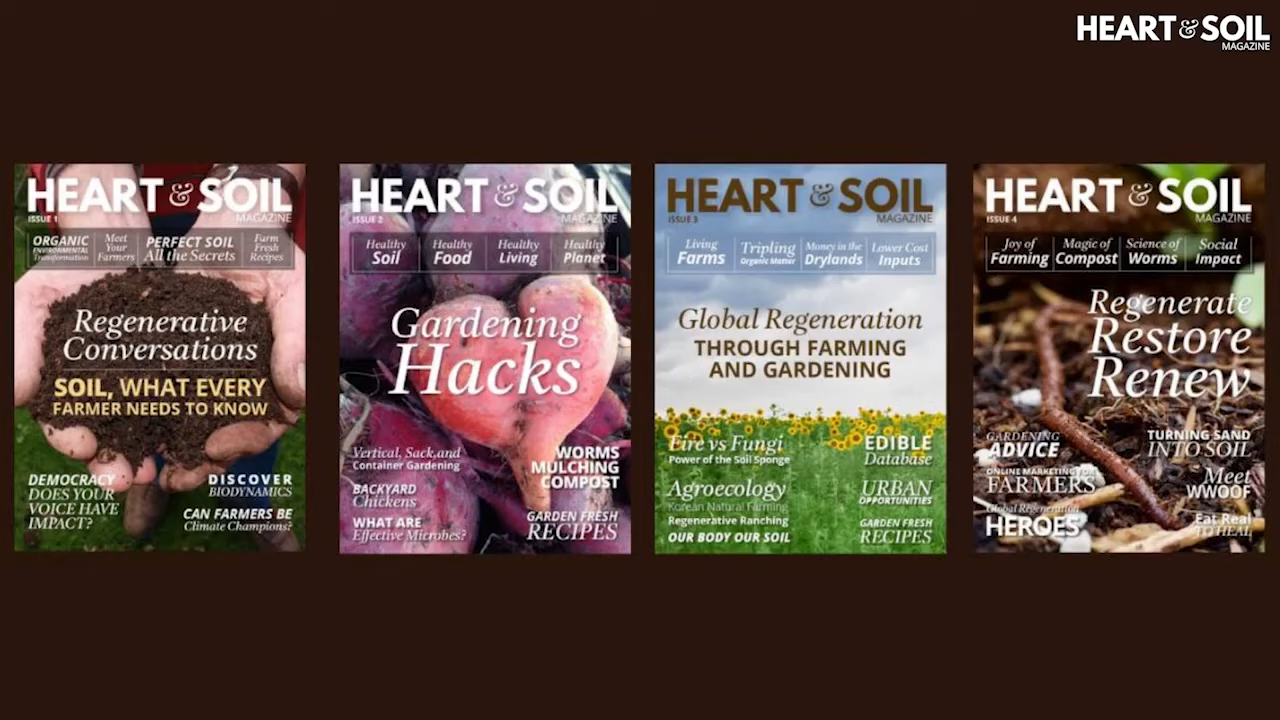 HEART & SOIL
MAGAZINE
HEART & SOIL
ISSUE 1
MAGAZINE
ORGANIC
ENVIRONMENTAL
Transformation
Meet
Your
Farmers
PERFECT SOIL
All the Secrets
Farm
Fresh
Recipes
Regenerative
Conversations
SOIL, WHAT EVERY
FARMER NEEDS TO KNOW
DEMOCRACY
DOES YOUR
VOICE HAVE
IMPACT?
DISCOVER
BIODYNAMICS
CAN FARMERS BE
Climate Champions?
HEART & SOIL
ISSUE 2
MAGAZINE
Healthy
Soil
Healthy
Food
Healthy
Living
Healthy
Planet
Gardening
Hacks
Vertical, Sack, and
Container Gardening
BACKYARD
Chickens
WHAT ARE
Effective Microbes?
WORMS
MULCHING
COMPOST
GARDEN FRESH
RECIPES
HEART & SOIL
ISSUE 3
MAGAZINE
Living
Farms
Tripling
Organic Matter
Money in the
Drylands
Lower Cost
Inputs
Global Regeneration
THROUGH FARMING
AND GARDENING
Fire vs Fungi
Power of the Soil Sponge
Agroecology
Korean Natural Farming
Regenerative Ranching
OUR BODY OUR SOIL
EDIBLE
Database
URBAN
OPPORTUNITIES
GARDEN FRESH
RECIPES
HEART & SOIL
ISSUE 4
MAGAZINE
Joy of
Farming
Magic of
Compost
Science of
Worms
Social
Impact
Regenerate
Restore
Renew
GARDENING
ADVICE
ONLINE MARKETING FOR
FARMERS
Global Regeneration
HEROES
TURNING SAND
INTO SOIL
Meet
WWOOF
Eat Real
TO HEAL